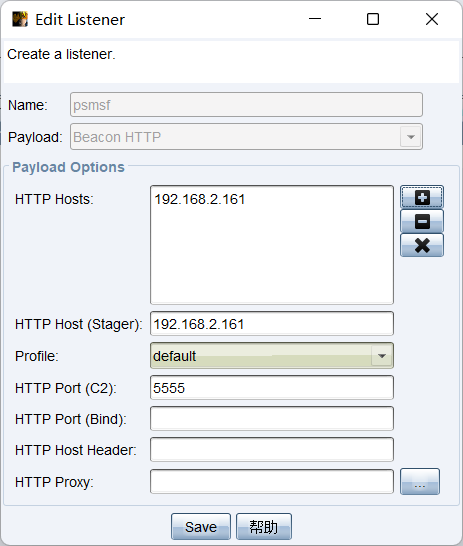 Edit Listener
Create a listener.
Name: psmsf
Payload: Beacon HTTP
Payload Options
HTTP Hosts: 192.168.2.161
HTTP Host (Stager): 192.168.2.161
Profile: default
HTTP Port (C2): 5555
HTTP Port (Bind):
HTTP Host Header:
HTTP Proxy: ...
Save 帮助